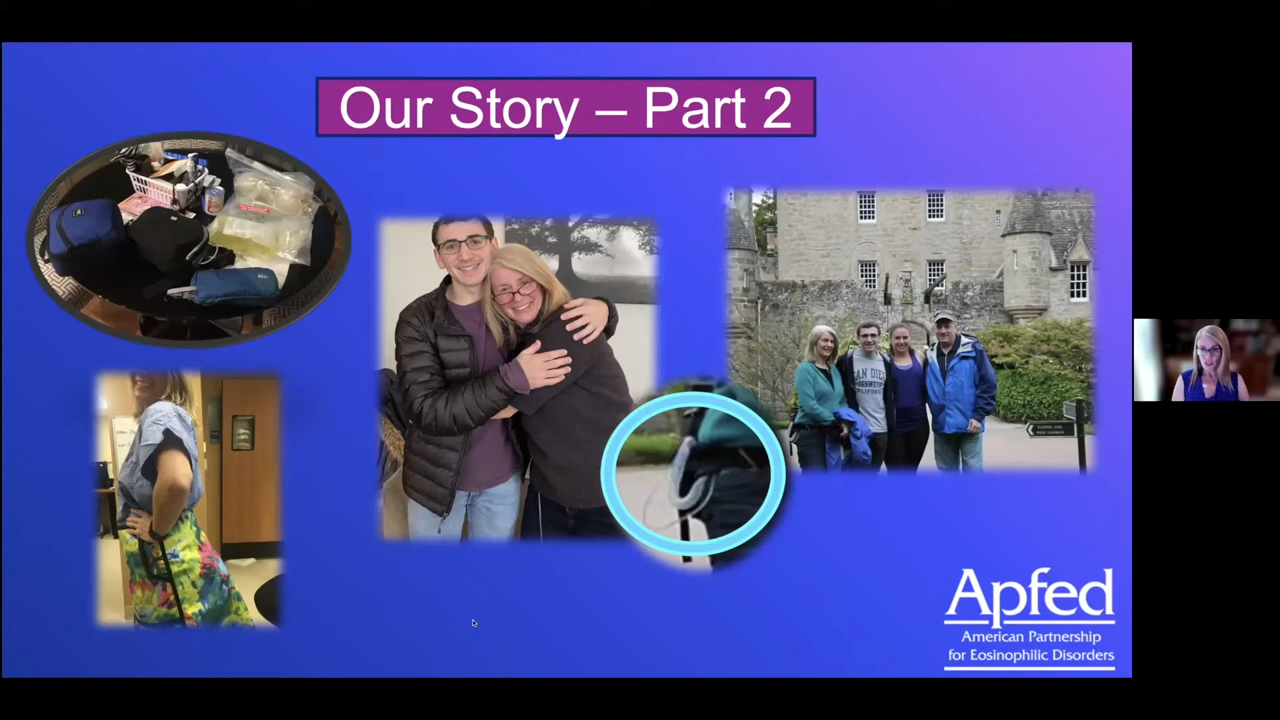 Our Story – Part 2
SAN DIEGO
Apfed
American Partnership
for Eosinophilic Disorders